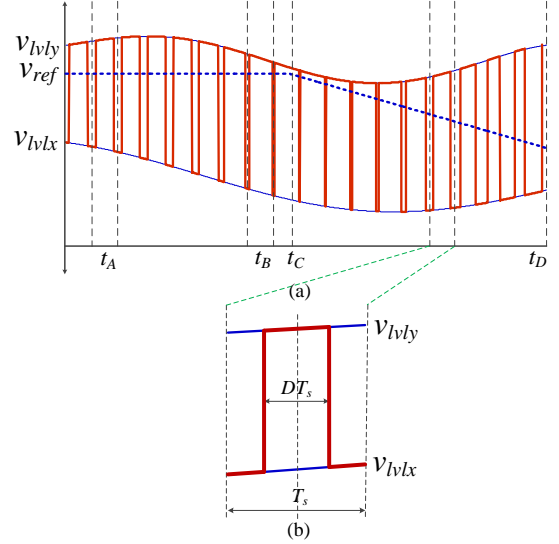 v_lvly
v_ref
v_lvlx
t_A t_B t_C t_D
(a)
v_lvly
DT_s
v_lvlx
T_s
(b)